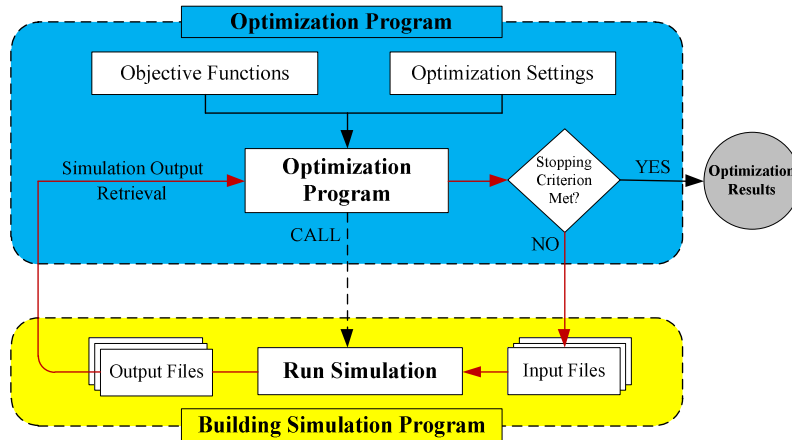 Optimization Program
Objective Functions
Optimization Settings
Simulation Output
Retrieval
Optimization
Program
Stopping
Criterion
Met?
YES
Optimization
Results
CALL
NO
Output Files
Run Simulation
Input Files
Building Simulation Program